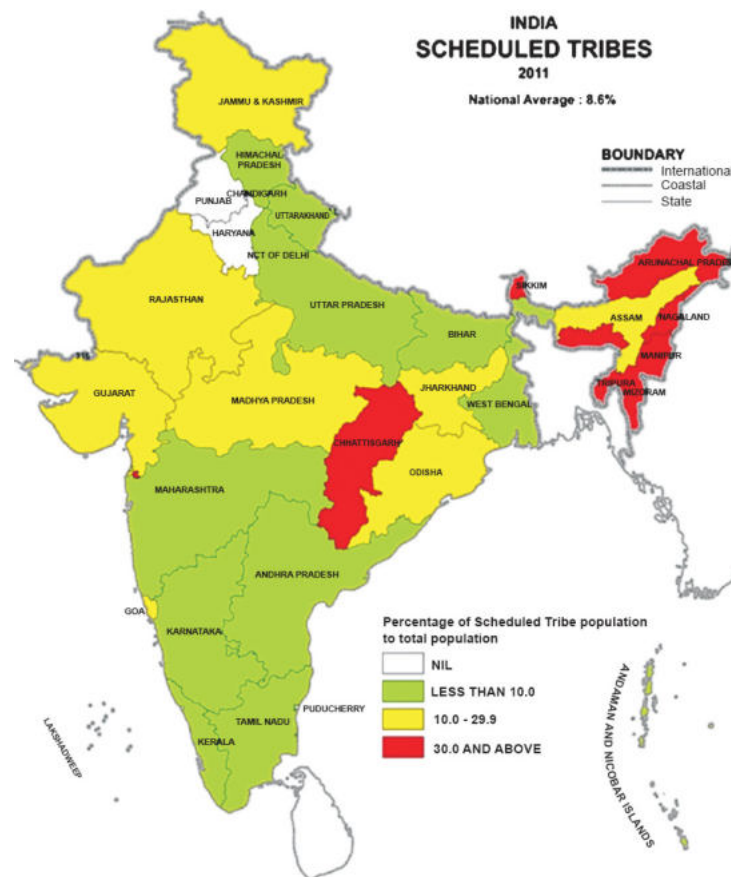 INDIA
SCHEDULED TRIBES
2011
National Average : 8.6%
BOUNDARY
International
Coastal
State
JAMMU & KASHMIR
HIMACHAL
PRADESH
CHANDIGARH
PUNJAB
UTTARAKHAND
HARYANA
NCT OF DELHI
ARUNACHAL PRADESH
SIKKIM
RAJASTHAN
UTTAR PRADESH
ASSAM
NAGALAND
BIHAR
MANIPUR
GUJARAT
MADHYA PRADESH
JHARKHAND
TRIPURA
MIZORAM
WEST BENGAL
CHHATTISGARH
ODISHA
MAHARASHTRA
ANDHRA PRADESH
GOA
KARNATAKA
Percentage of Scheduled Tribe population
to total population
NIL
LESS THAN 10.0
10.0 - 29.9
30.0 AND ABOVE
PUDUCHERRY
TAMIL NADU
KERALA
LAKSHADWEEP
ANDAMAN AND NICOBAR ISLANDS